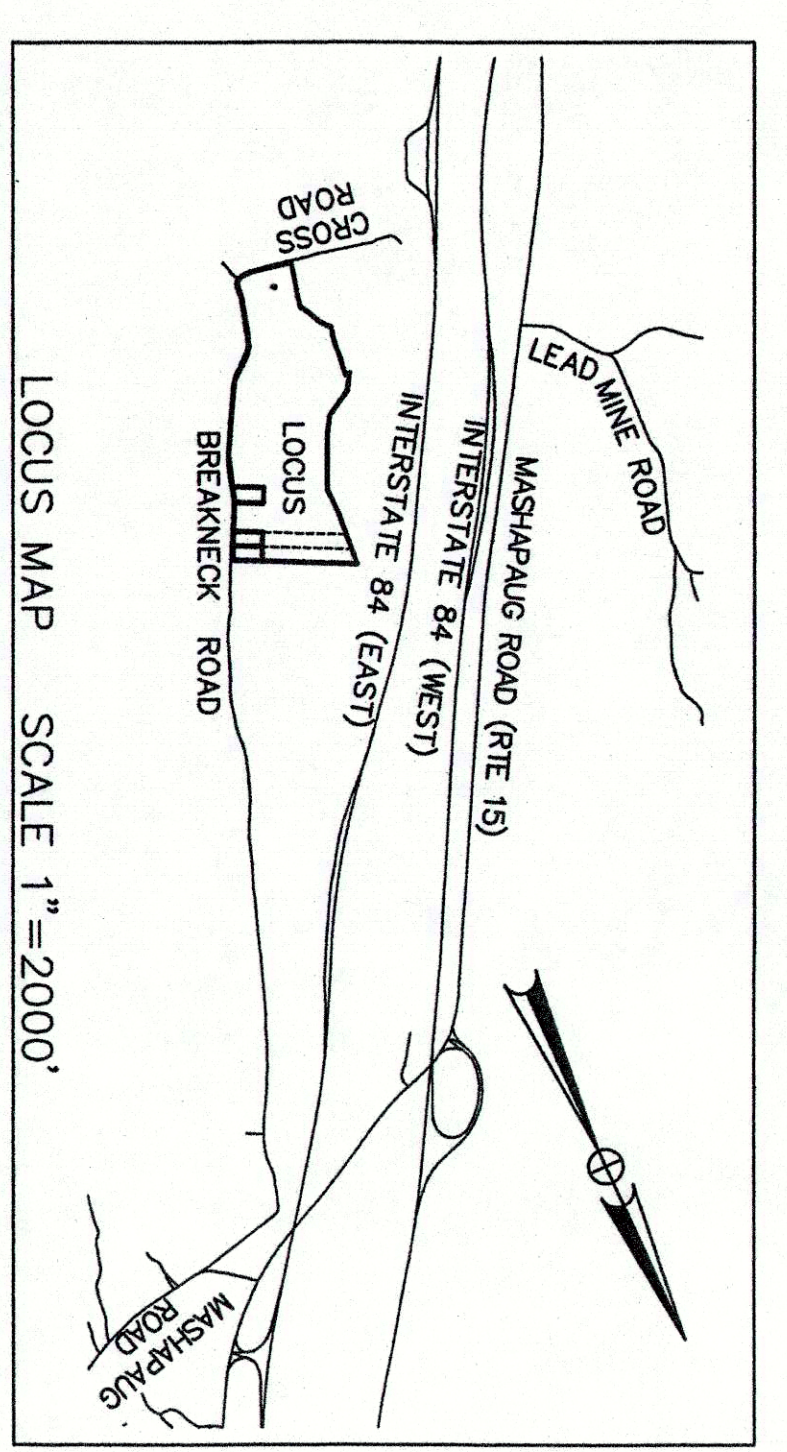 LEAD MINE ROAD
MASHAPAUG ROAD (RTE 15)
INTERSTATE 84 (WEST)
INTERSTATE 84 (EAST)
CROSS
ROAD
LOCUS
BREAKNECK ROAD
MASHAPAUG
ROAD
LOCUS MAP SCALE 1"=2000'